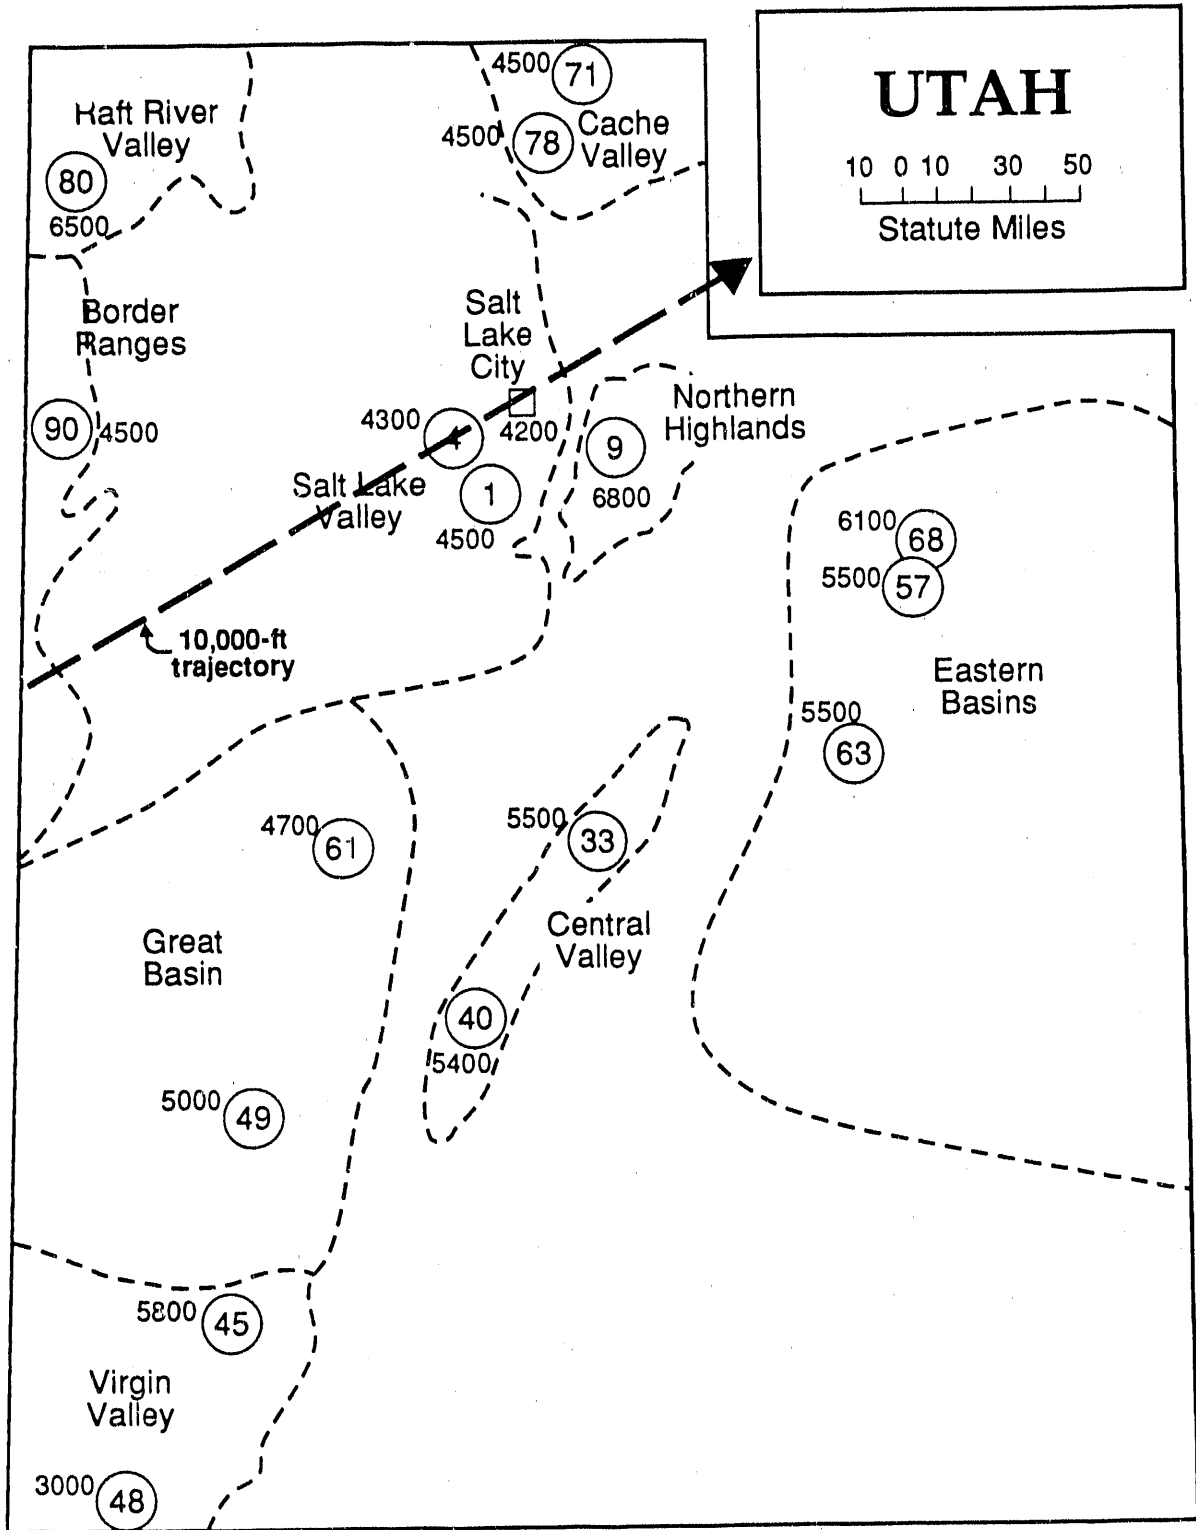 UTAH
10 0 10 30 50
Statute Miles
4500 71
4500 78 Cache
Valley
Raft River
Valley
80
6500
Border
Ranges
90 4500
Salt
Lake
City
4300 4 4200
Salt Lake
Valley
1
4500
Northern
Highlands
9
6800
10,000-ft
trajectory
6100 68
5500 57
Eastern
Basins
5500
63
4700 61
5500 33
Great
Basin
Central
Valley
40
5400
5000 49
5800 45
Virgin
Valley
3000 48